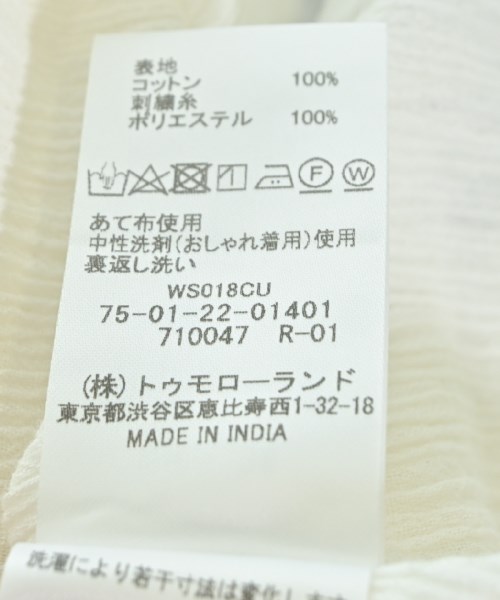 表地
コットン 100%
刺繍糸
ポリエステル 100%
F W
あて布使用
中性洗剤(おしゃれ着用)使用
裏返し洗い
WS018CU
75-01-22-01401
710047 R-01
(株)トゥモローランド
東京都渋谷区恵比寿西1-32-18
MADE IN INDIA
洗濯により若干寸法は変化します